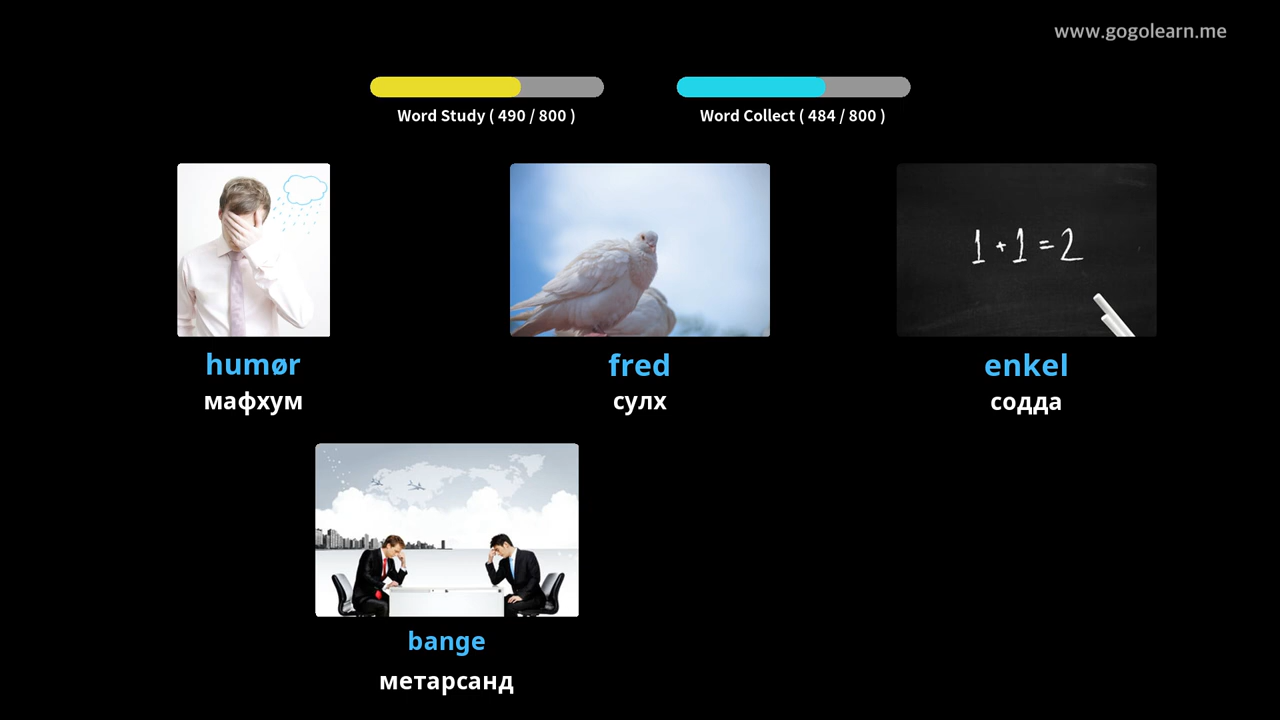 www.gogolearn.me
Word Study ( 490 / 800 )
Word Collect ( 484 / 800 )
1 + 1 = 2
humør
мафхум
fred
сулх
enkel
содда
bange
метарсанд